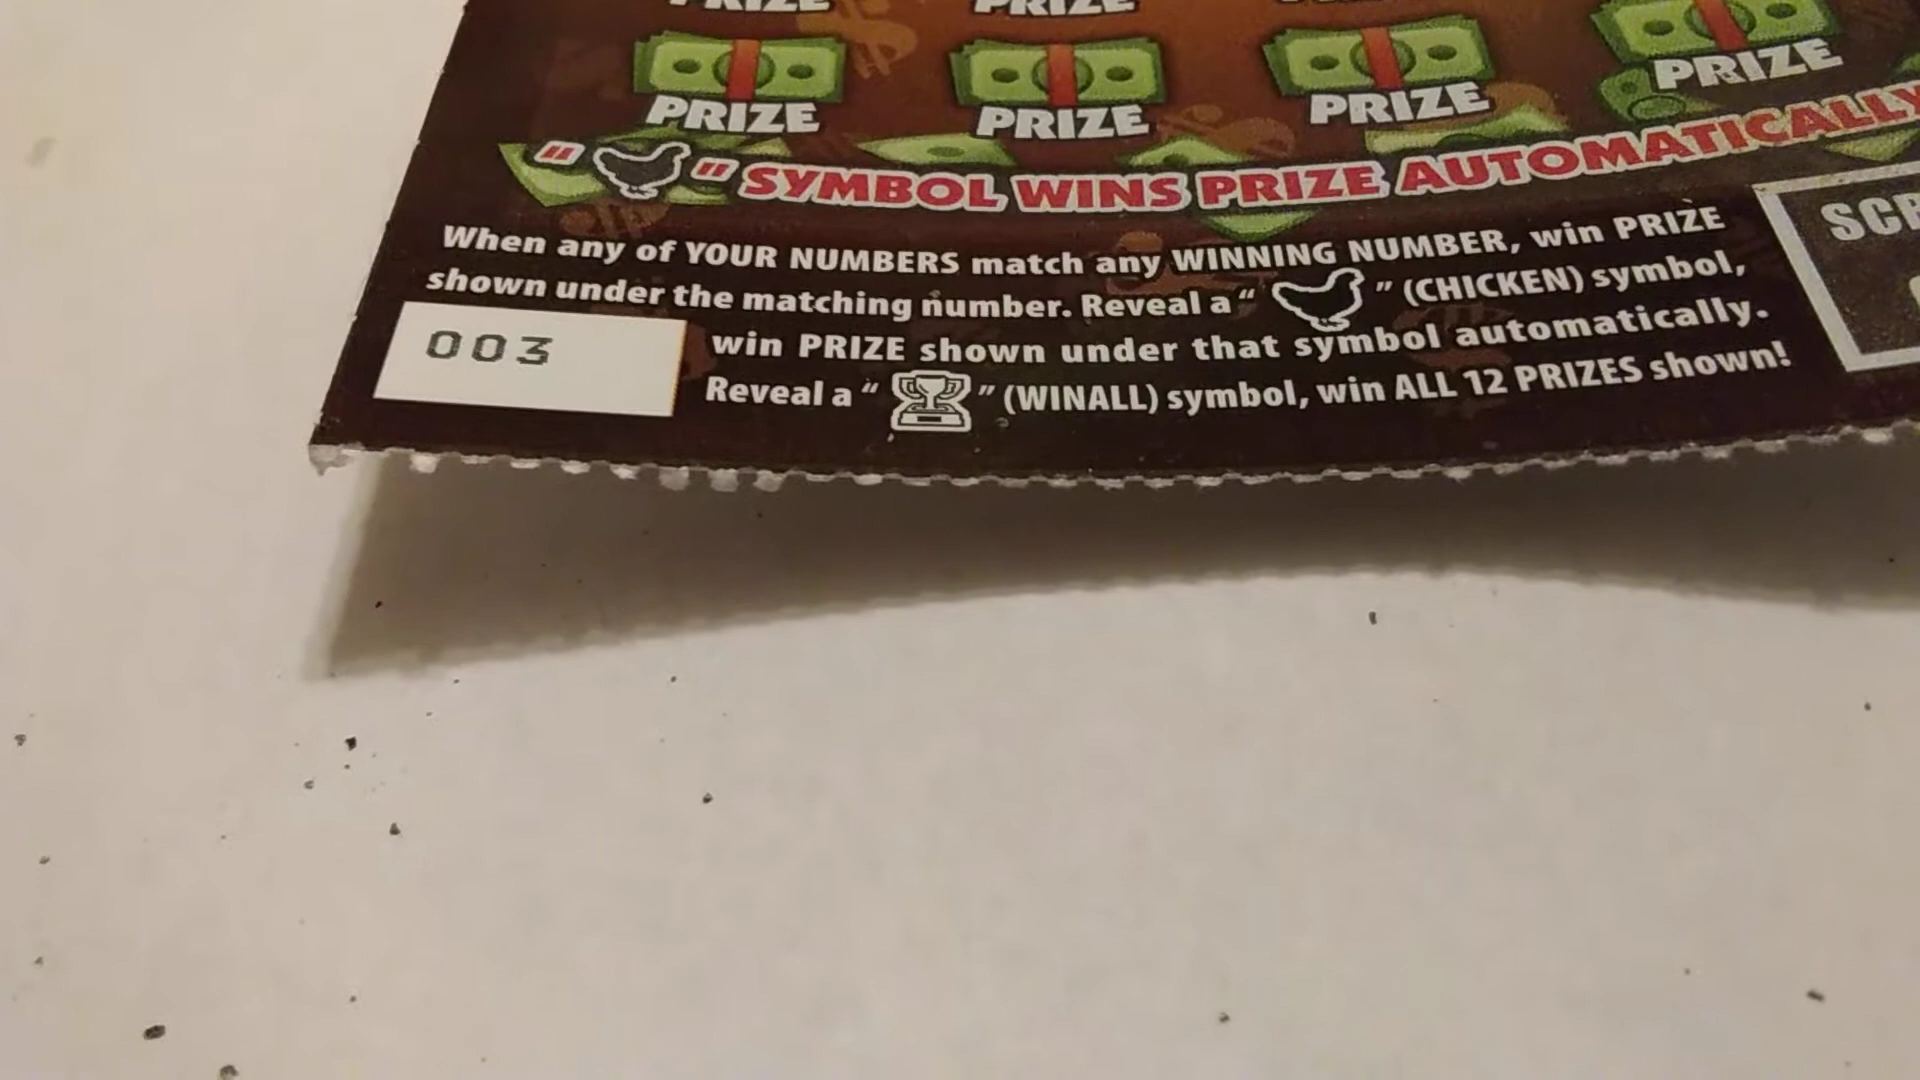 PRIZE PRIZE
PRIZE PRIZE PRIZE PRIZE
" " SYMBOL WINS PRIZE AUTOMATICALLY
When any of YOUR NUMBERS match any WINNING NUMBER, win PRIZE
shown under the matching number. Reveal a " " (CHICKEN) symbol,
win PRIZE shown under that symbol automatically.
Reveal a " " (WINALL) symbol, win ALL 12 PRIZES shown!
003